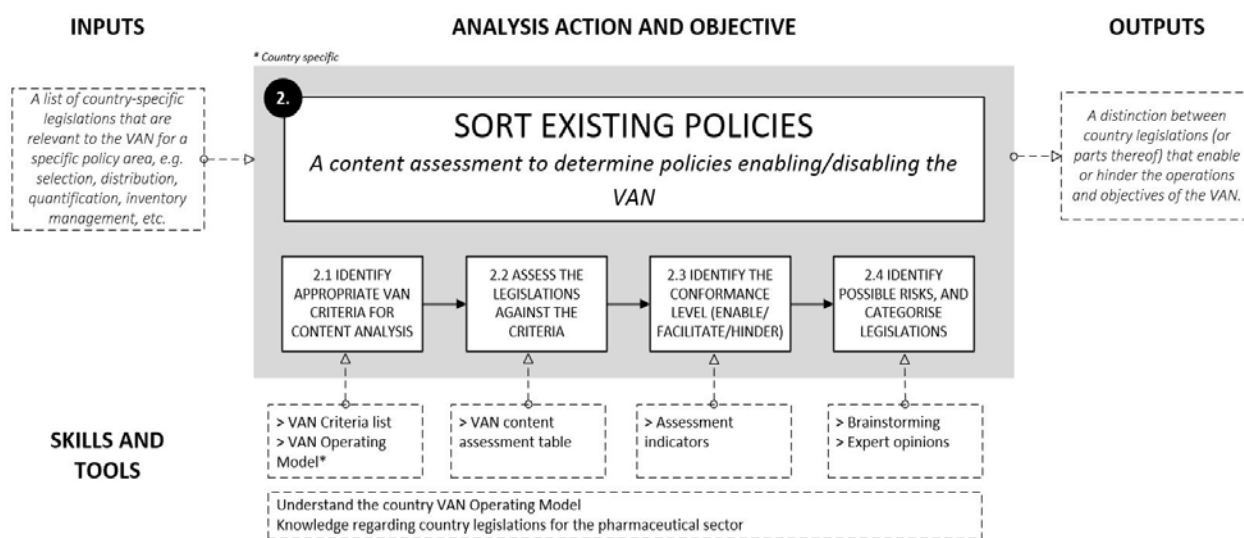 INPUTS
ANALYSIS ACTION AND OBJECTIVE
OUTPUTS
* Country specific
A list of country-specific
legislations that are
relevant to the VAN for a
specific policy area, e.g.
selection, distribution,
quantification, inventory
management, etc.
2.
SORT EXISTING POLICIES
A content assessment to determine policies enabling/disabling the
VAN
A distinction between
country legislations (or
parts thereof) that enable
or hinder the operations
and objectives of the VAN.
2.1 IDENTIFY
APPROPRIATE VAN
CRITERIA FOR
CONTENT ANALYSIS
2.2 ASSESS THE
LEGISLATIONS
AGAINST THE
CRITERIA
2.3 IDENTIFY THE
CONFORMANCE
LEVEL (ENABLE/
FACILITATE/HINDER)
2.4 IDENTIFY
POSSIBLE RISKS, AND
CATEGORISE
LEGISLATIONS
SKILLS AND
TOOLS
> VAN Criteria list
> VAN Operating
Model*
> VAN content
assessment table
> Assessment
indicators
> Brainstorming
> Expert opinions
Understand the country VAN Operating Model
Knowledge regarding country legislations for the pharmaceutical sector